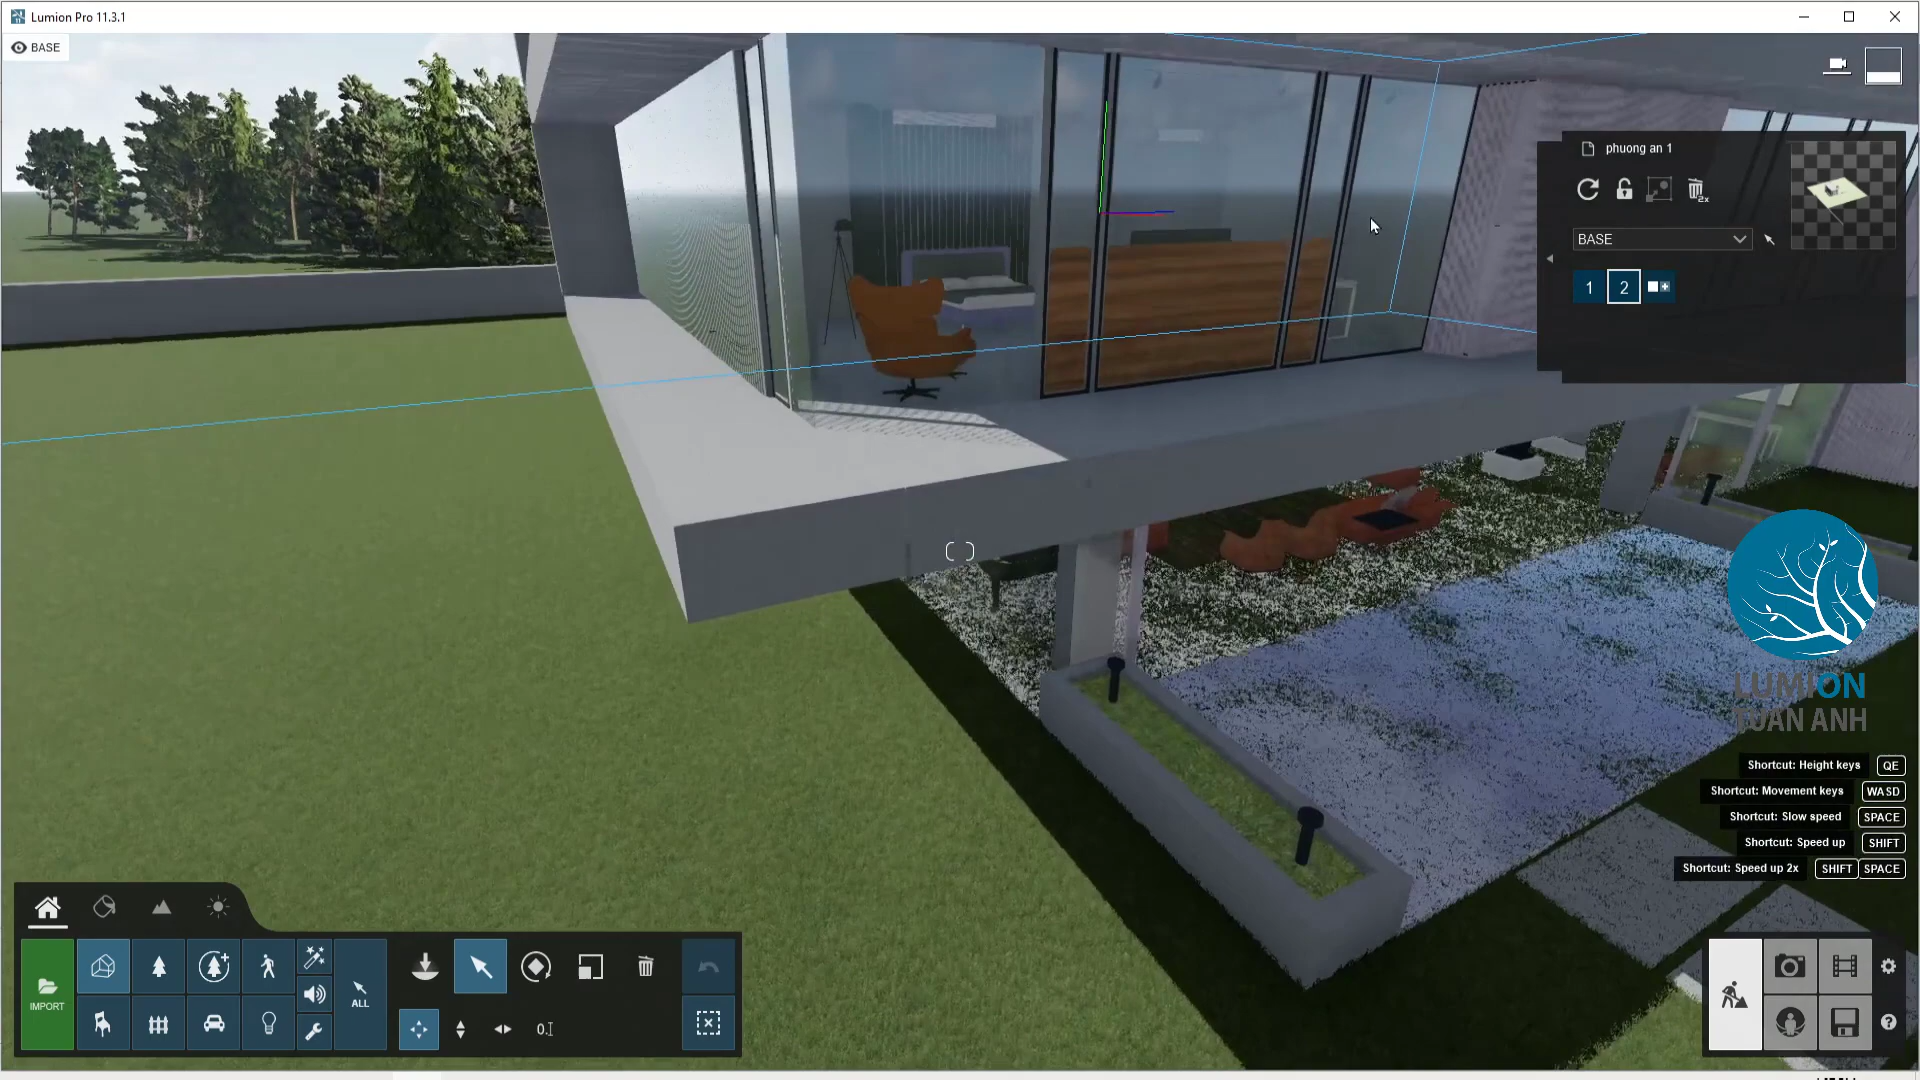 Lumion Pro 11.3.1
BASE
phuong an 1
2x
BASE
1
2
LUMION
TUAN ANH
Shortcut: Height keys QE
Shortcut: Movement keys WASD
Shortcut: Slow speed SPACE
Shortcut: Speed up SHIFT
Shortcut: Speed up 2x SHIFT SPACE
IMPORT
ALL
?